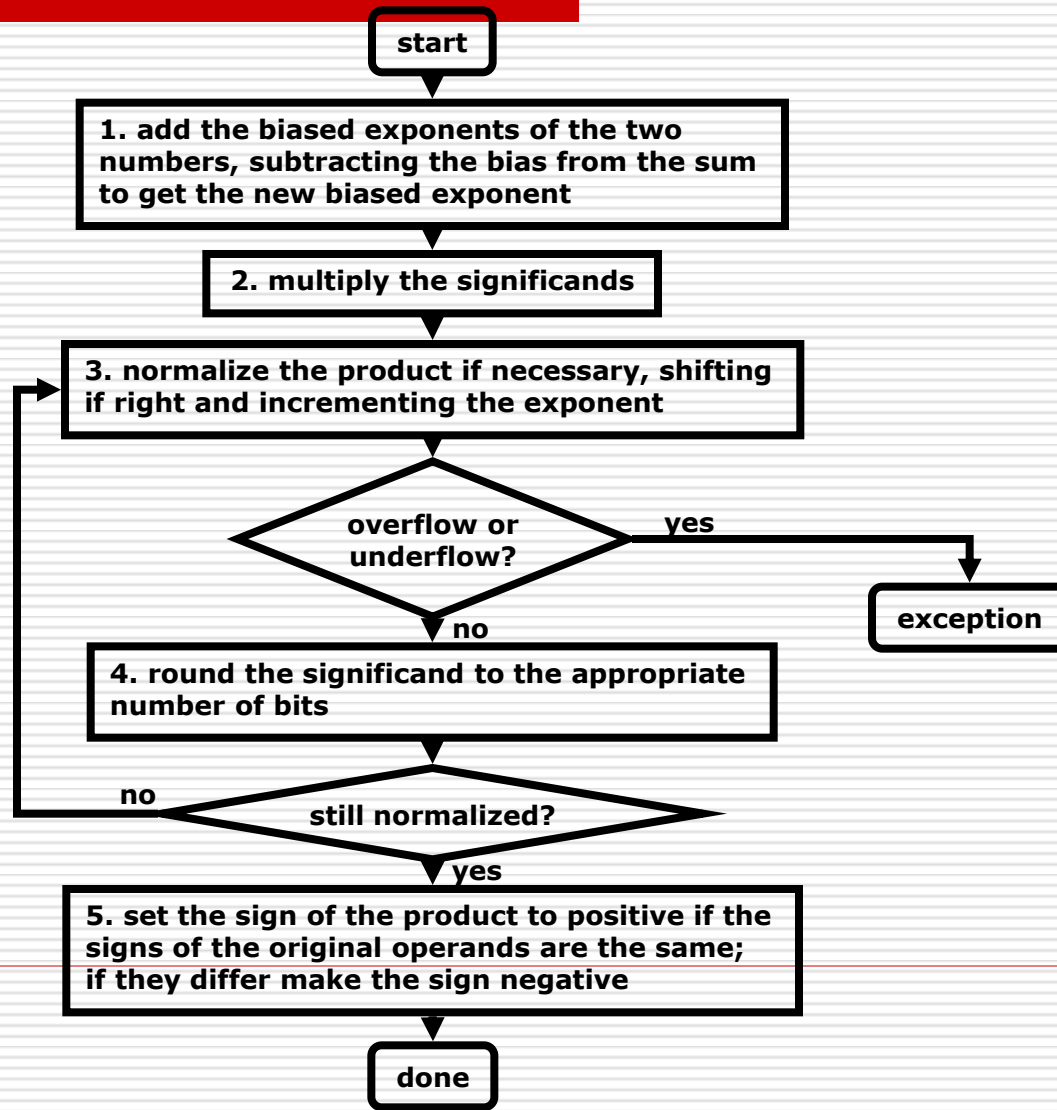 start
1. add the biased exponents of the two
numbers, subtracting the bias from the sum
to get the new biased exponent
2. multiply the significands
3. normalize the product if necessary, shifting
if right and incrementing the exponent
overflow or
underflow?
yes
exception
no
4. round the significand to the appropriate
number of bits
no
still normalized?
yes
5. set the sign of the product to positive if the
signs of the original operands are the same;
if they differ make the sign negative
done